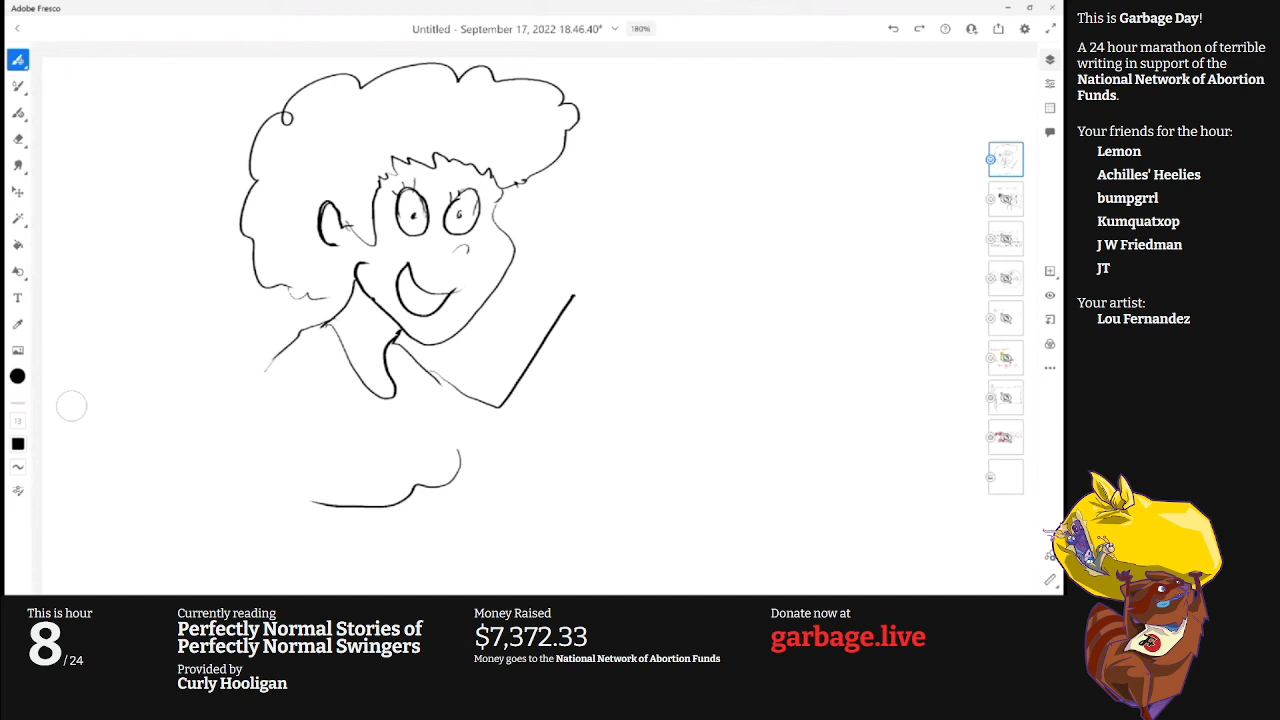 Adobe Fresco
Untitled - September 17, 2022 18.46.40*
180%
13
This is Garbage Day!
A 24 hour marathon of terrible
writing in support of the
National Network of Abortion
Funds.
Your friends for the hour:
Lemon
Achilles' Heelies
bumpgrrl
Kumquatxop
J W Friedman
JT
Your artist:
Lou Fernandez
This is hour
8/24
Currently reading
Perfectly Normal Stories of
Perfectly Normal Swingers
Provided by
Curly Hooligan
Money Raised
$7,372.33
Money goes to the National Network of Abortion Funds
Donate now at
garbage.live